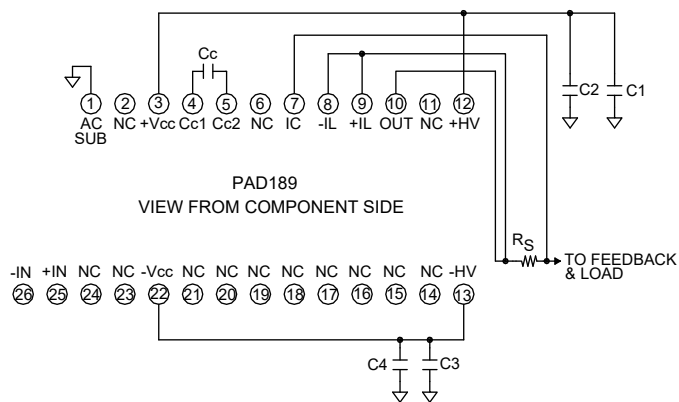 Cc
C2
C1
1 2 3 4 5 6 7 8 9 10 11 12
AC SUB NC +Vcc Cc1 Cc2 NC IC -IL +IL OUT NC +HV
PAD189
VIEW FROM COMPONENT SIDE
RS
TO FEEDBACK
& LOAD
-IN +IN NC NC -Vcc NC NC NC NC NC NC NC NC -HV
26 25 24 23 22 21 20 19 18 17 16 15 14 13
C4
C3